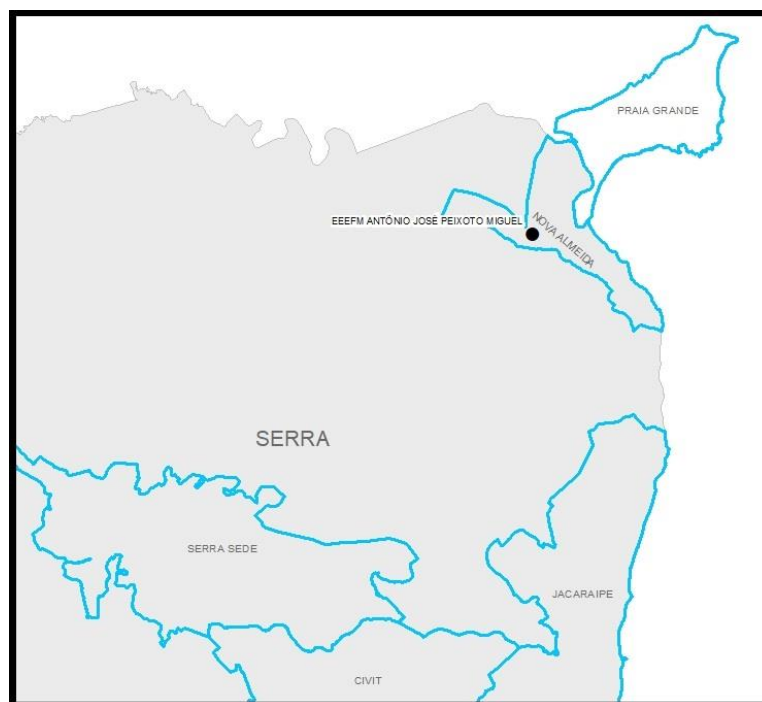 PRAIA GRANDE
EEEFM ANTÔNIO JOSÉ PEIXOTO MIGUEL
NOVA ALMEIDA
SERRA
SERRA SEDE
JACARAIPE
CIVIT